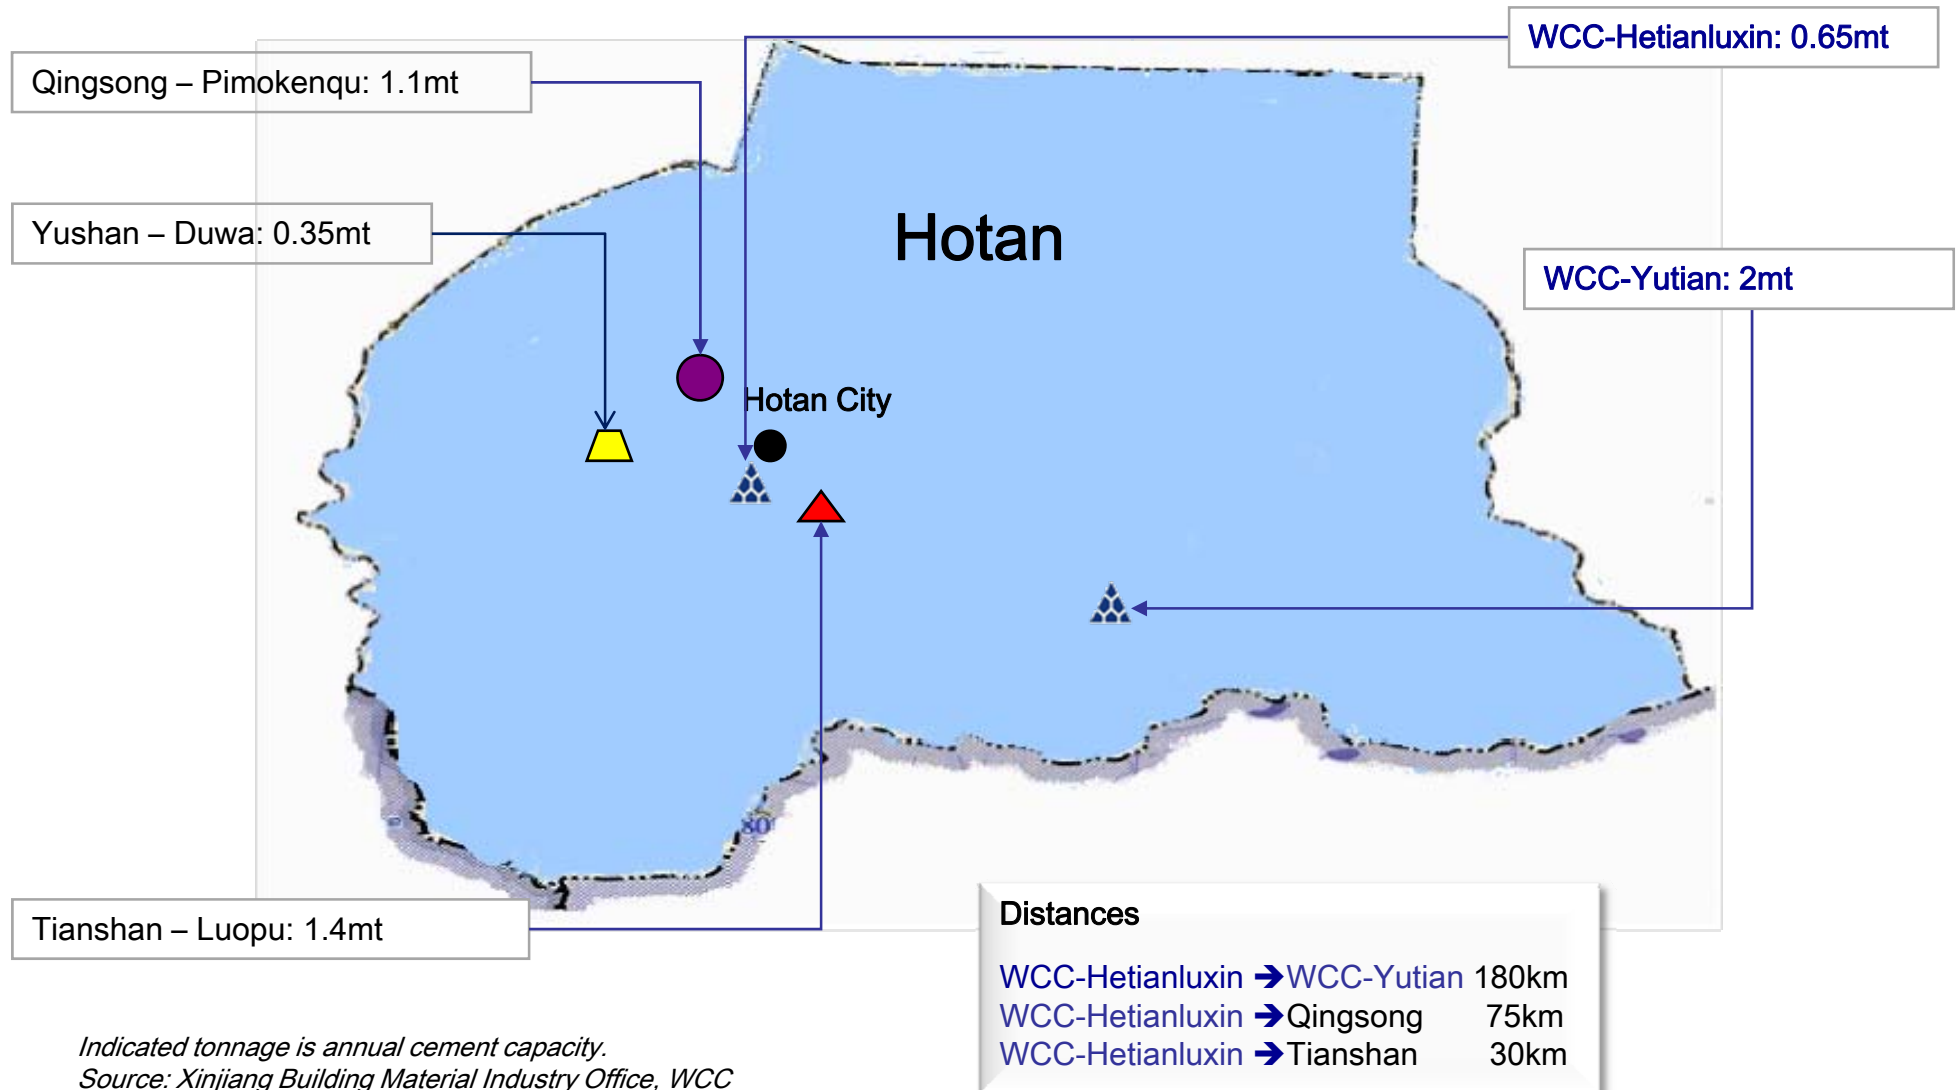 WCC-Hetianluxin: 0.65mt
Qingsong – Pimokenqu: 1.1mt
Yushan – Duwa: 0.35mt
Hotan
WCC-Yutian: 2mt
Hotan City
80
Tianshan – Luopu: 1.4mt
Distances
WCC-Hetianluxin ➔ WCC-Yutian 180km
WCC-Hetianluxin ➔ Qingsong 75km
WCC-Hetianluxin ➔ Tianshan 30km
Indicated tonnage is annual cement capacity.
Source: Xinjiang Building Material Industry Office, WCC